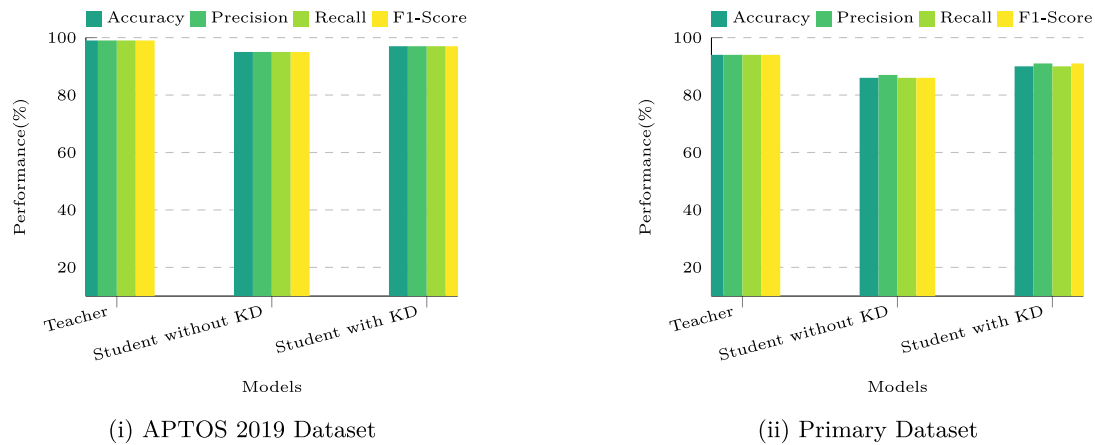 Accuracy Precision Recall F1-Score
100
80
60
40
20
Performance(%)
Teacher
Student without KD
Student with KD
Models
(i) APTOS 2019 Dataset
Accuracy Precision Recall F1-Score
100
80
60
40
20
Performance(%)
Teacher
Student without KD
Student with KD
Models
(ii) Primary Dataset